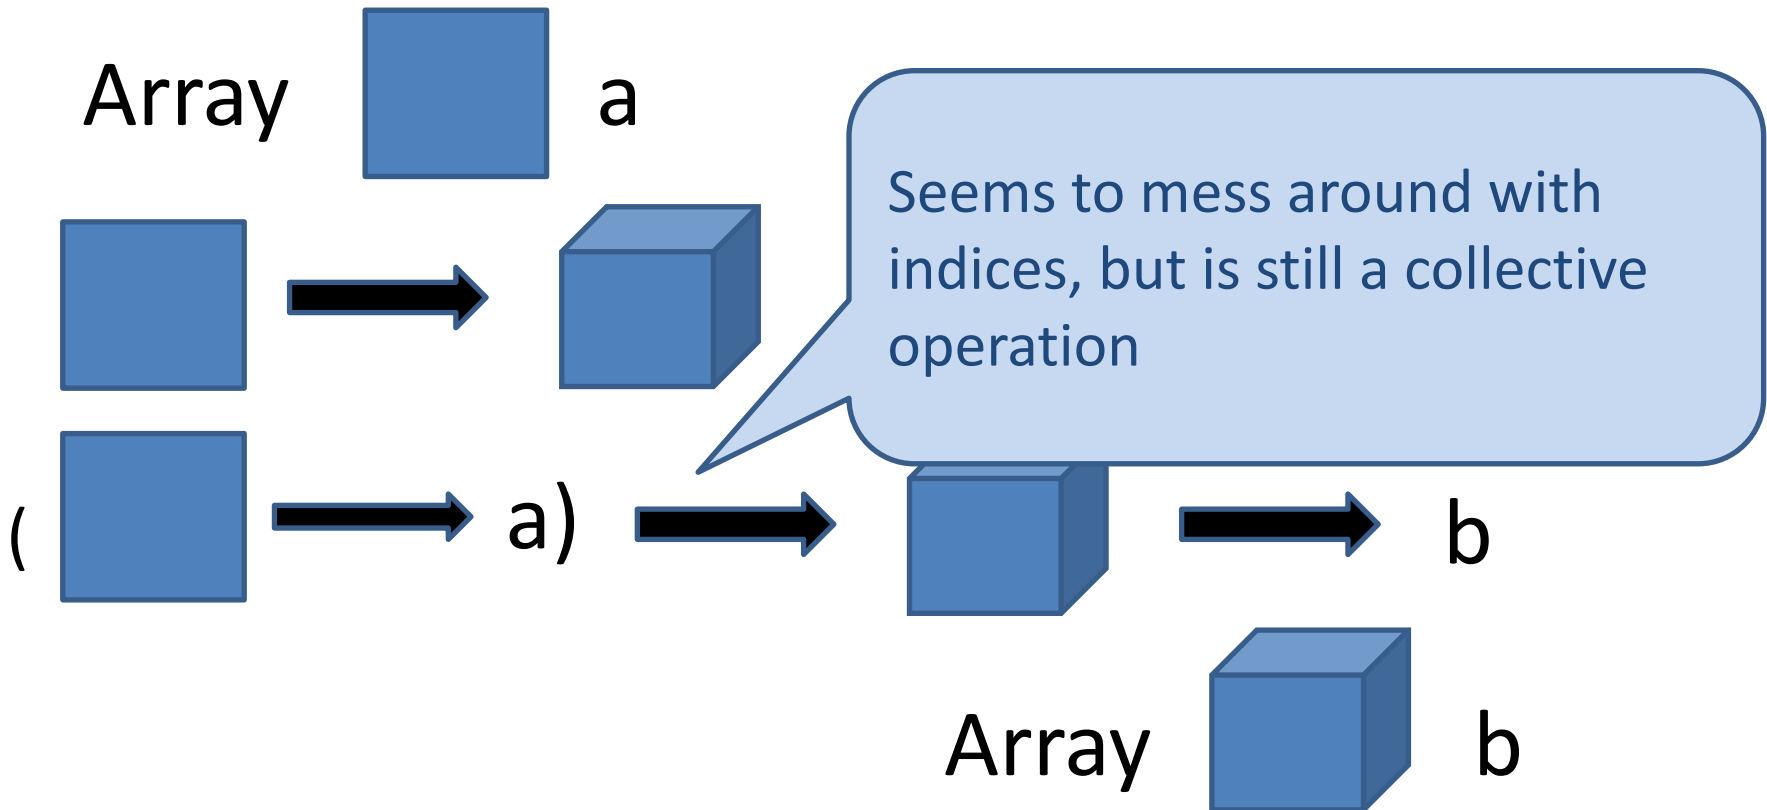 Array a
Seems to mess around with
indices, but is still a collective
operation
( a) b
Array b